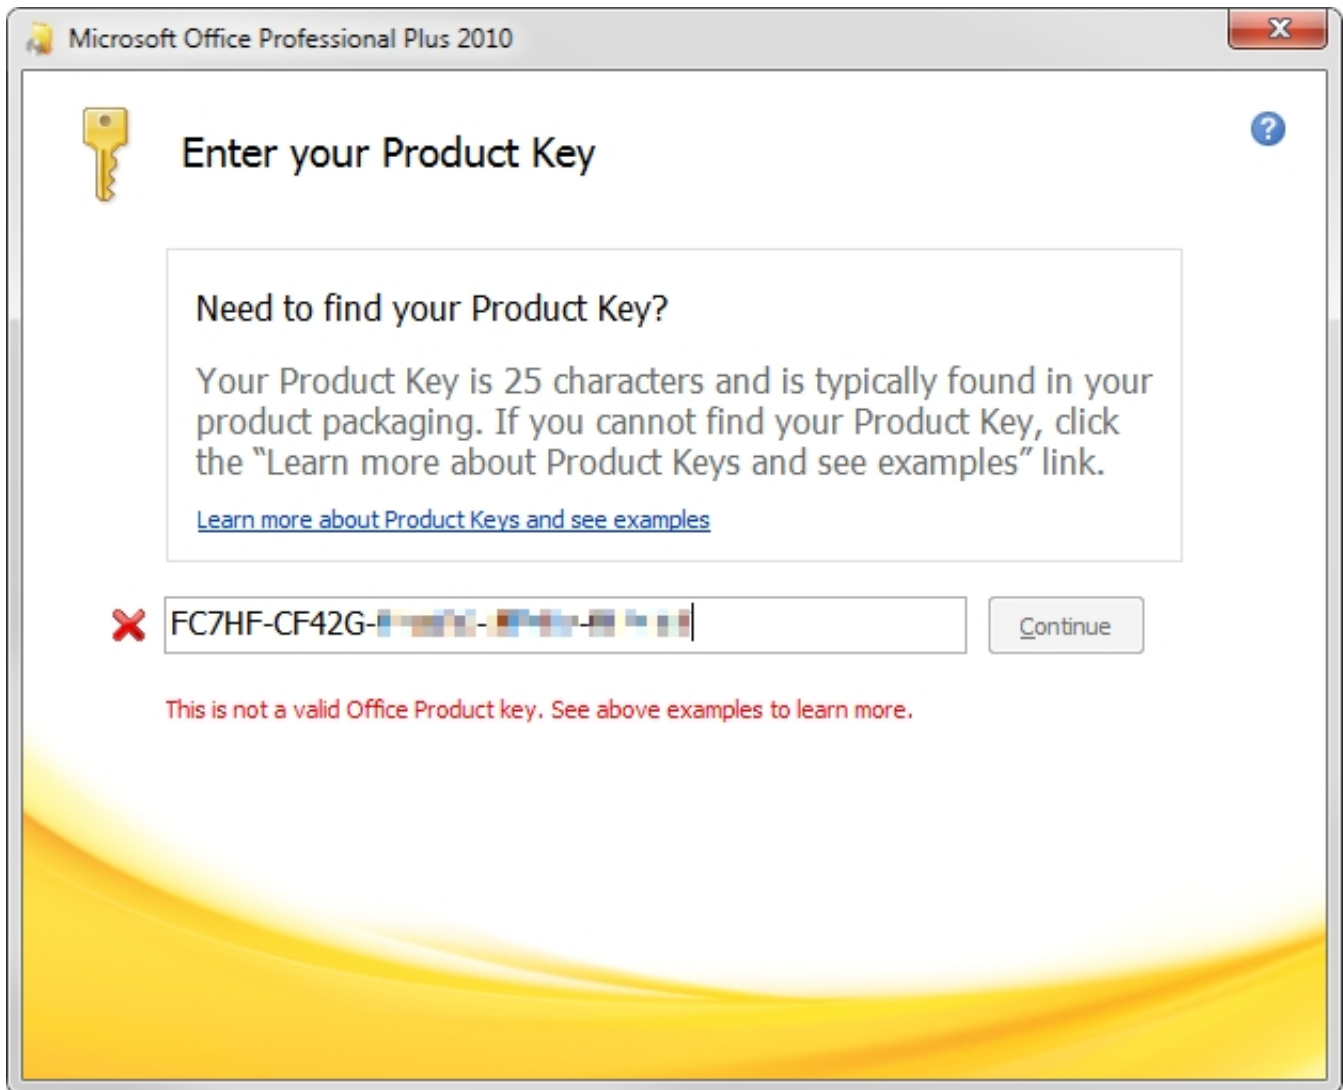 Microsoft Office Professional Plus 2010
Enter your Product Key
Need to find your Product Key?
Your Product Key is 25 characters and is typically found in your
product packaging. If you cannot find your Product Key, click
the “Learn more about Product Keys and see examples” link.
Learn more about Product Keys and see examples
FC7HF-CF42G-
Continue
This is not a valid Office Product key. See above examples to learn more.